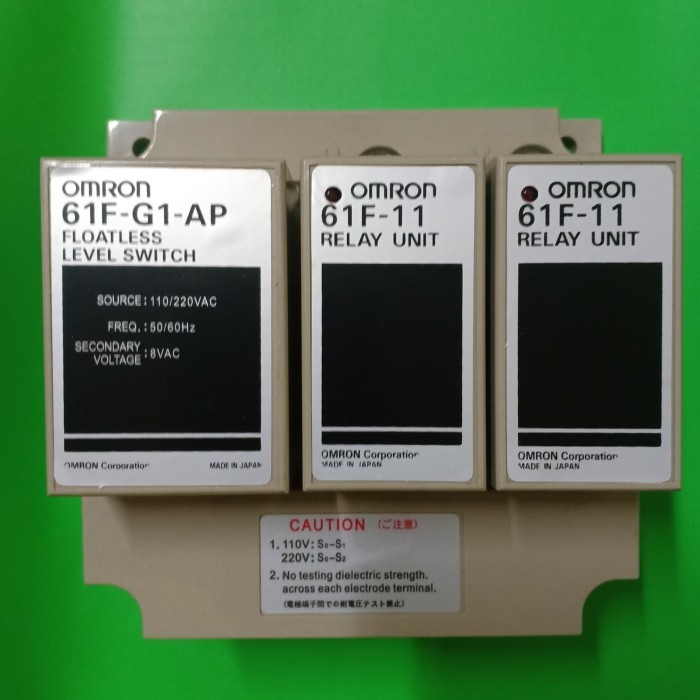 OMRON
61F-G1-AP
FLOATLESS
LEVEL SWITCH
SOURCE: 110/220VAC
FREQ. : 50/60Hz
SECONDARY
VOLTAGE : 8VAC
OMRON Corporation
MADE IN JAPAN
OMRON
61F-11
RELAY UNIT
OMRON Corporation
MADE IN JAPAN
OMRON
61F-11
RELAY UNIT
OMRON Corporation
MADE IN JAPAN
CAUTION (ご注意)
1. 110V: S₀-S₁
220V: S₀-S₂
2. No testing dielectric strength.
across each electrode terminal.
(電極端子間での耐電圧テスト禁止)